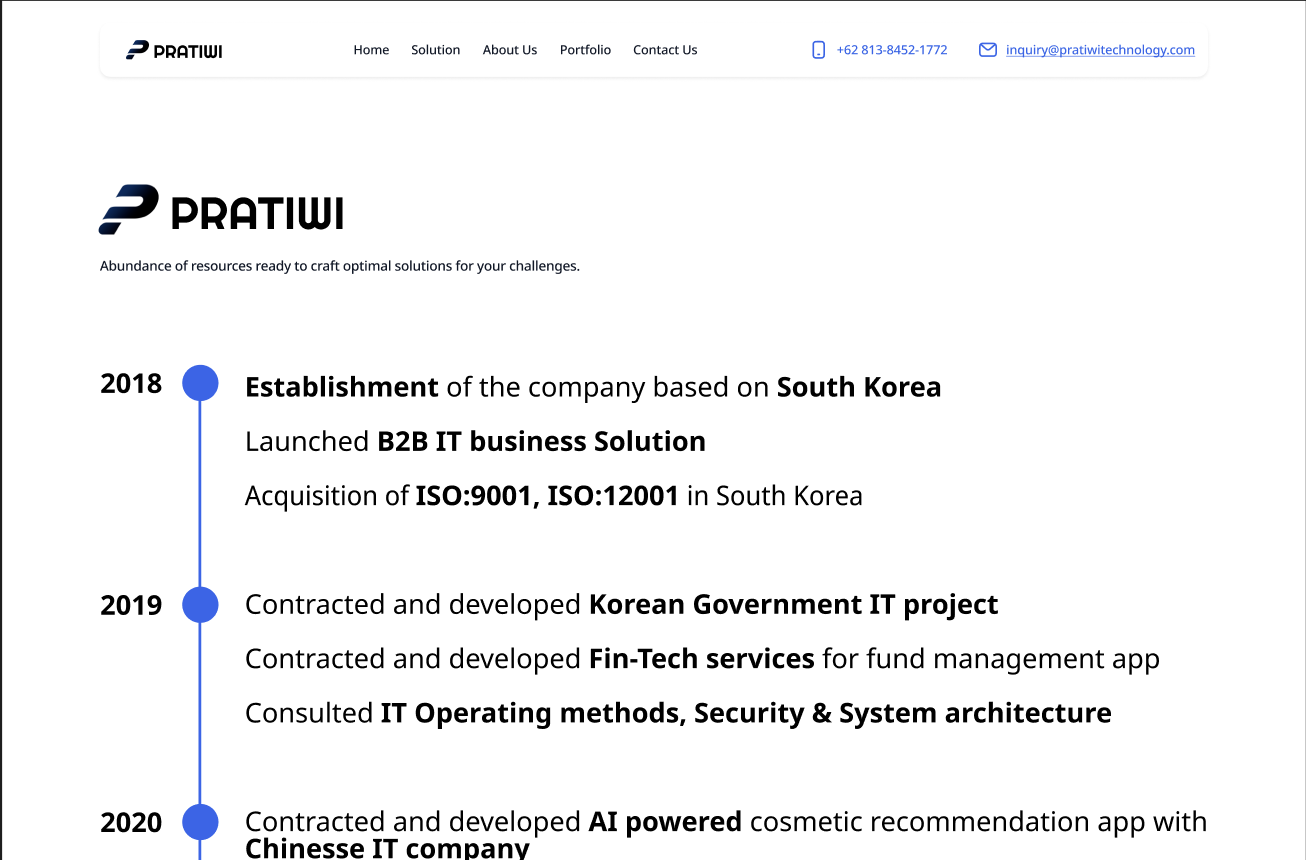 PRATIWI Home Solution About Us Portfolio Contact Us +62 813-8452-1772 inquiry@pratiwitechnology.com
PRATIWI
Abundance of resources ready to craft optimal solutions for your challenges.
2018 Establishment of the company based on South Korea
Launched B2B IT business Solution
Acquisition of ISO:9001, ISO:12001 in South Korea
2019 Contracted and developed Korean Government IT project
Contracted and developed Fin-Tech services for fund management app
Consulted IT Operating methods, Security & System architecture
2020 Contracted and developed AI powered cosmetic recommendation app with
Chinesse IT company